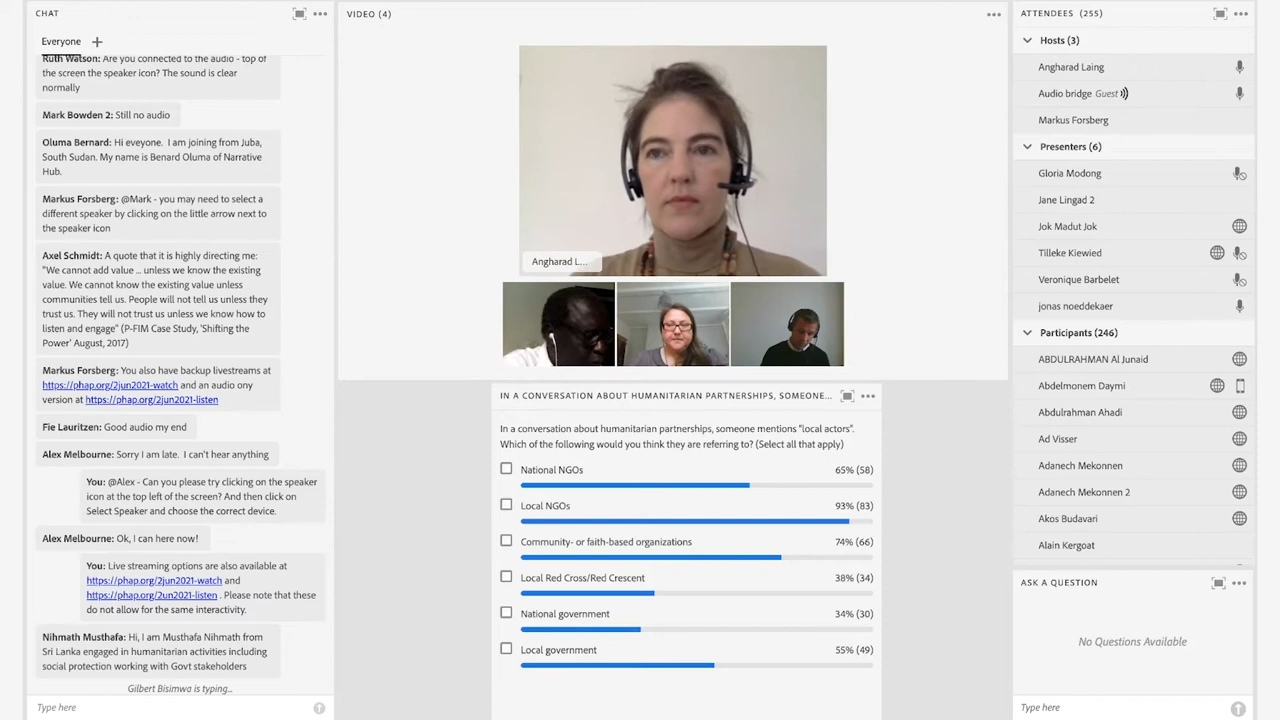 CHAT
Everyone
Ruth Watson: Are you connected to the audio - top
of the screen the speaker icon? The sound is clear
normally
Mark Bowden 2: Still no audio
Oluma Bernard: Hi eveyone. I am joining from Juba,
South Sudan. My name is Benard Oluma of Narrative
Hub.
Markus Forsberg: @Mark - you may need to select a
different speaker by clicking on the little arrow next to
the speaker icon
Axel Schmidt: A quote that it is highly directing me:
"We cannot add value ... unless we know the existing
value. We cannot know the existing value unless
communities tell us. People will not tell us unless they
trust us. They will not trust us unless we know how to
listen and engage" (P-FIM Case Study, 'Shifting the
Power' August, 2017)
Markus Forsberg: You also have backup livestreams at
https://phap.org/2jun2021-watch and an audio ony
version at https://phap.org/2jun2021-listen
Fie Lauritzen: Good audio my end
Alex Melbourne: Sorry I am late. I can't hear anything
You: @Alex - Can you please try clicking on the speaker
icon at the top left of the screen? And then click on
Select Speaker and choose the correct device.
Alex Melbourne: Ok, I can here now!
You: Live streaming options are also available at
https://phap.org/2jun2021-watch and
https://phap.org/2un2021-listen . Please note that these
do not allow for the same interactivity.
Nihmath Musthafa: Hi, I am Musthafa Nihmath from
Sri Lanka engaged in humanitarian activities including
social protection working with Govt stakeholders
Gilbert Bisimwa is typing...
Type here
VIDEO (4)
Angharad L...
IN A CONVERSATION ABOUT HUMANITARIAN PARTNERSHIPS, SOMEONE...
In a conversation about humanitarian partnerships, someone mentions "local actors".
Which of the following would you think they are referring to? (Select all that apply)
National NGOs 65% (58)
Local NGOs 93% (83)
Community- or faith-based organizations 74% (66)
Local Red Cross/Red Crescent 38% (34)
National government 34% (30)
Local government 55% (49)
ATTENDEES (255)
Hosts (3)
Angharad Laing
Audio bridge Guest
Markus Forsberg
Presenters (6)
Gloria Modong
Jane Lingad 2
Jok Madut Jok
Tilleke Kiewied
Veronique Barbelet
jonas noeddekaer
Participants (246)
ABDULRAHMAN Al Junaid
Abdelmonem Daymi
Abdulrahman Ahadi
Ad Visser
Adanech Mekonnen
Adanech Mekonnen 2
Akos Budavari
Alain Kergoat
ASK A QUESTION
No Questions Available
Type here